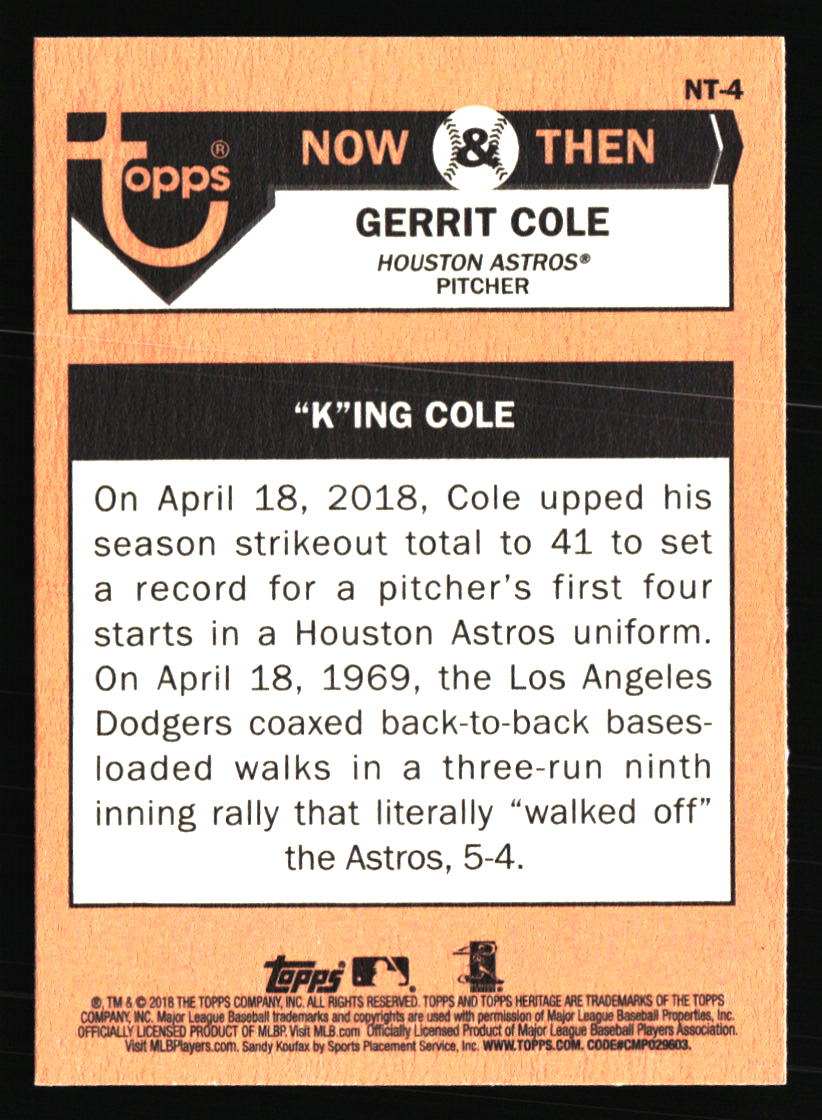 NT-4
topps®
NOW & THEN
GERRIT COLE
HOUSTON ASTROS®
PITCHER
“K”ING COLE
On April 18, 2018, Cole upped his
season strikeout total to 41 to set
a record for a pitcher’s first four
starts in a Houston Astros uniform.
On April 18, 1969, the Los Angeles
Dodgers coaxed back-to-back bases-
loaded walks in a three-run ninth
inning rally that literally “walked off”
the Astros, 5-4.
topps
®, TM & © 2018 THE TOPPS COMPANY, INC. ALL RIGHTS RESERVED. TOPPS AND TOPPS HERITAGE ARE TRADEMARKS OF THE TOPPS
COMPANY, INC. Major League Baseball trademarks and copyrights are used with permission of Major League Baseball Properties, Inc.
OFFICIALLY LICENSED PRODUCT OF MLBP. Visit MLB.com Officially Licensed Product of Major League Baseball Players Association.
Visit MLBPlayers.com. Sandy Koufax by Sports Placement Service, Inc. WWW.TOPPS.COM. CODE#CMP029603.